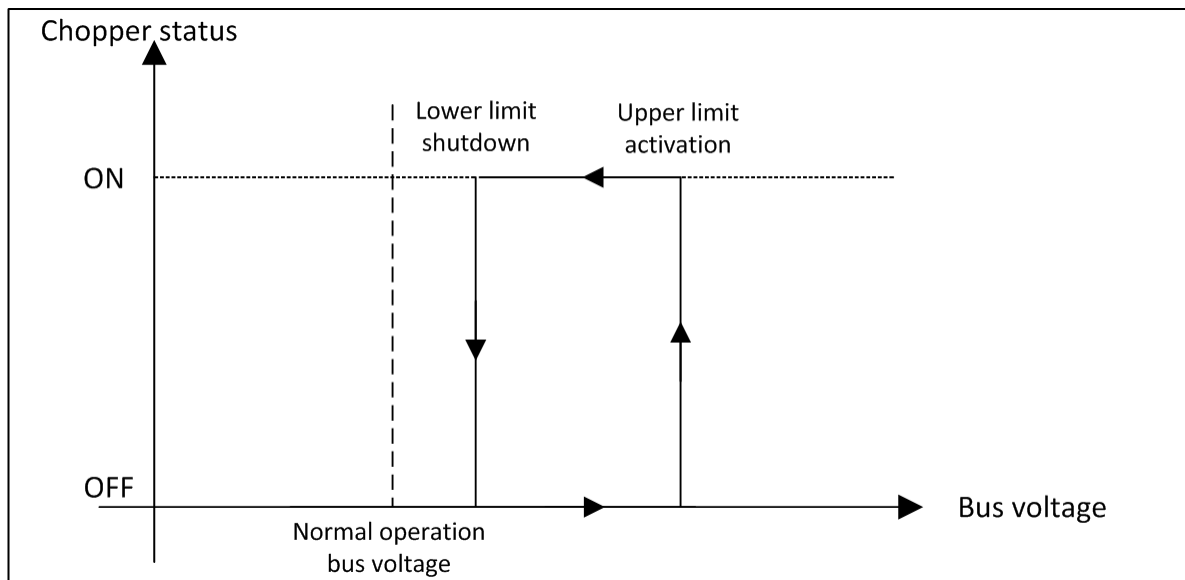 Chopper status
Lower limit
shutdown
Upper limit
activation
ON
OFF
Bus voltage
Normal operation
bus voltage